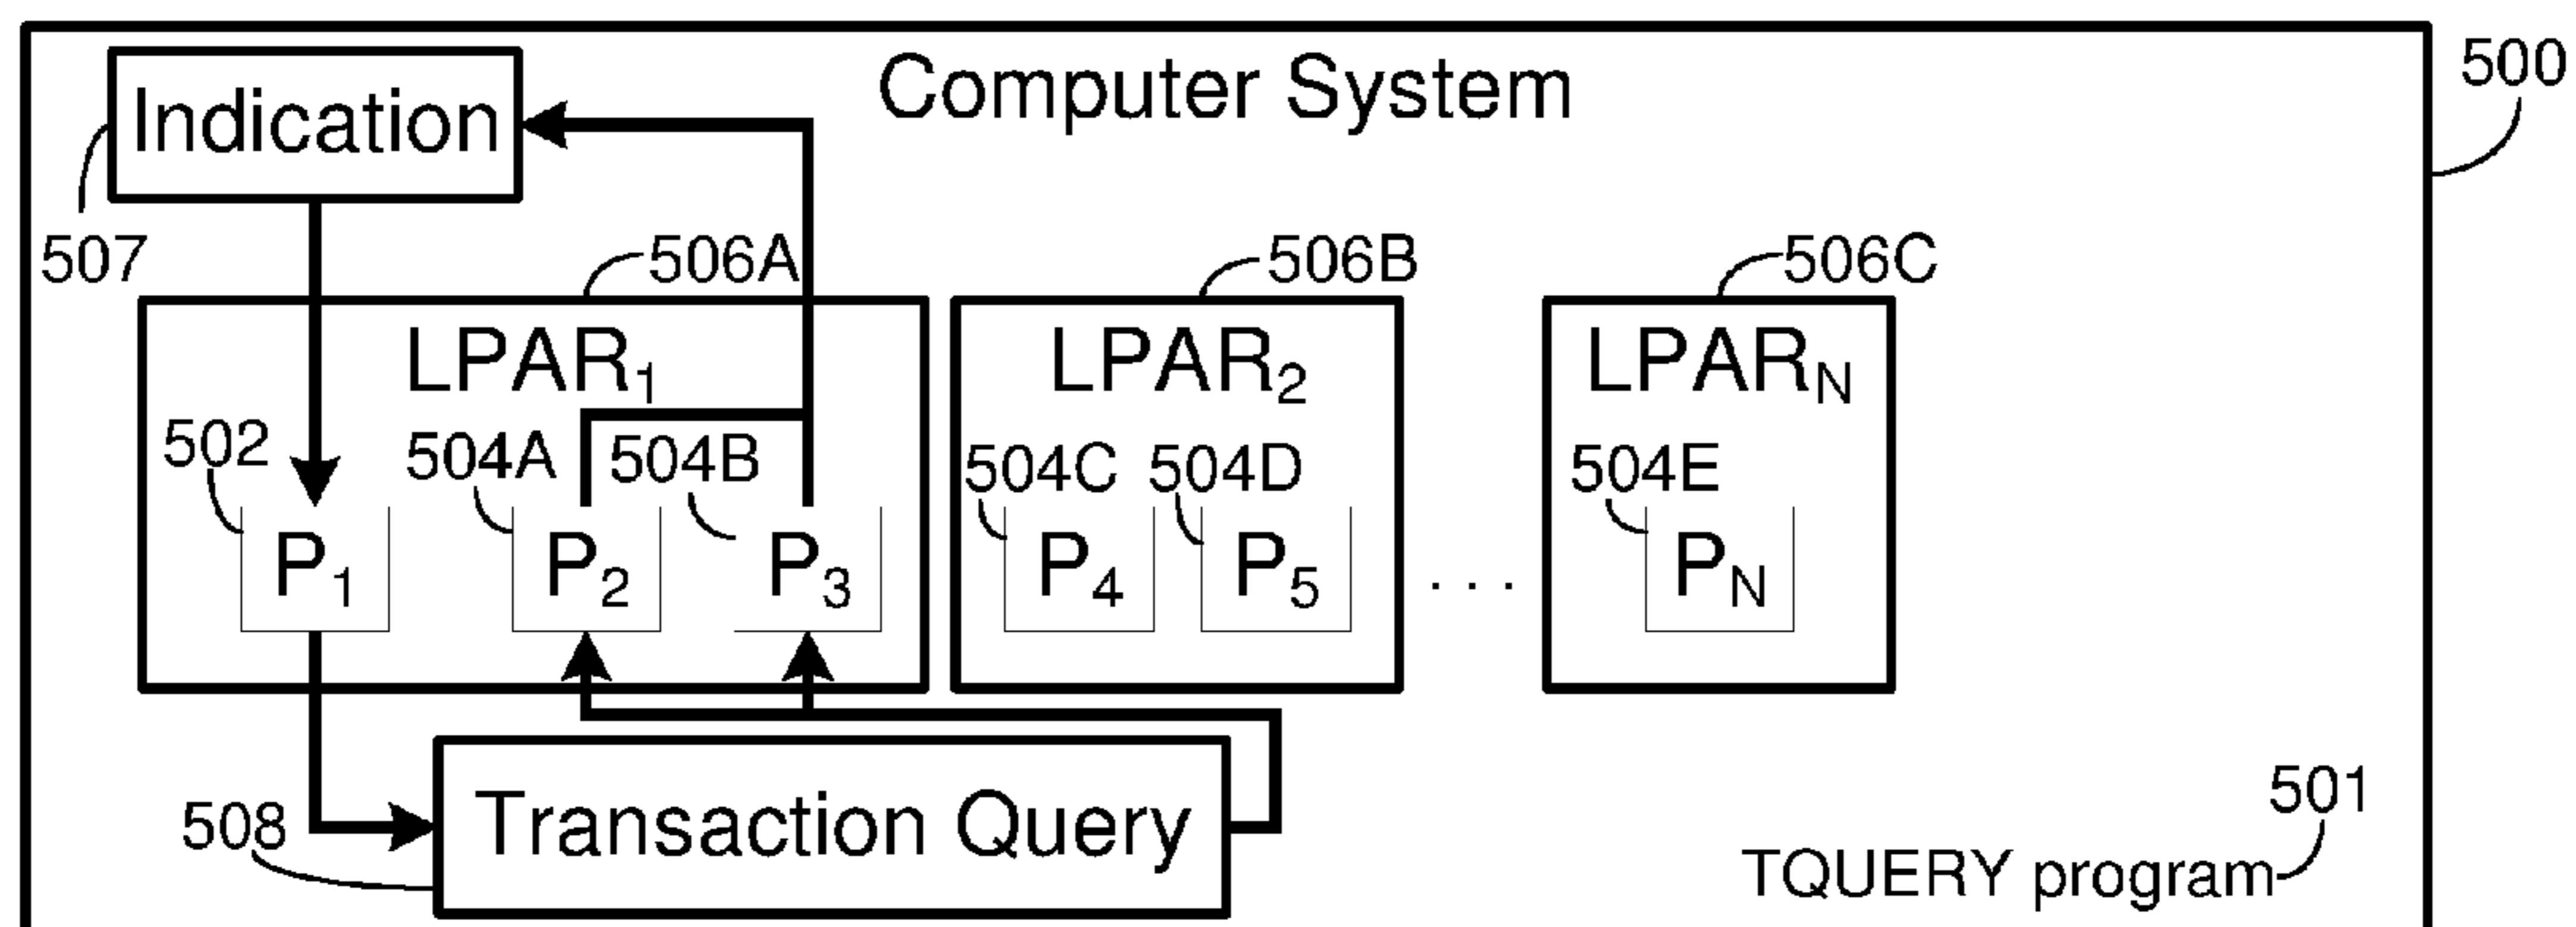 Computer System
500
Indication
507
506A
506B
506C
LPAR1
LPAR2
LPARN
502
504A
504B
504C
504D
504E
P1
P2
P3
P4
P5
. . .
PN
508
Transaction Query
501
TQUERY program